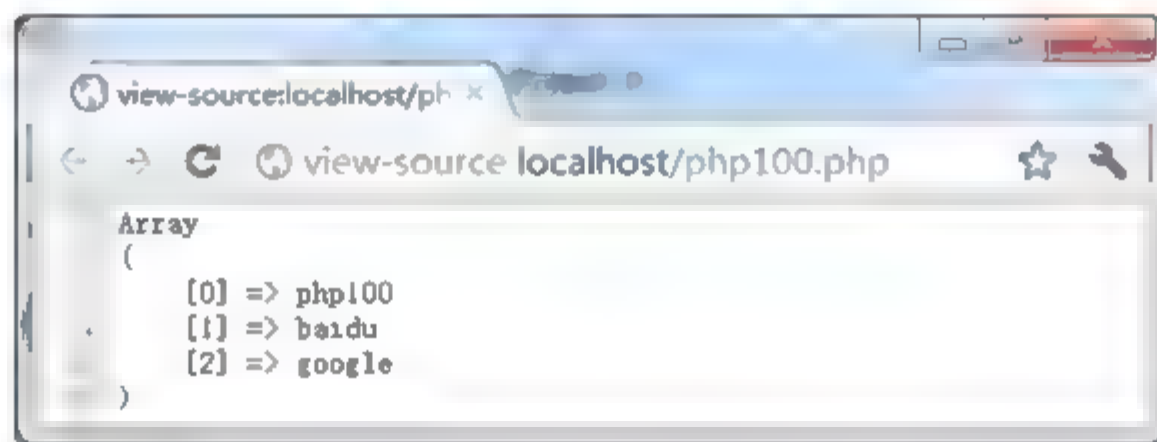 view-source:localhost/ph
view-source localhost/php100.php
Array
(
[0] => php100
[1] => baidu
[2] => google
)